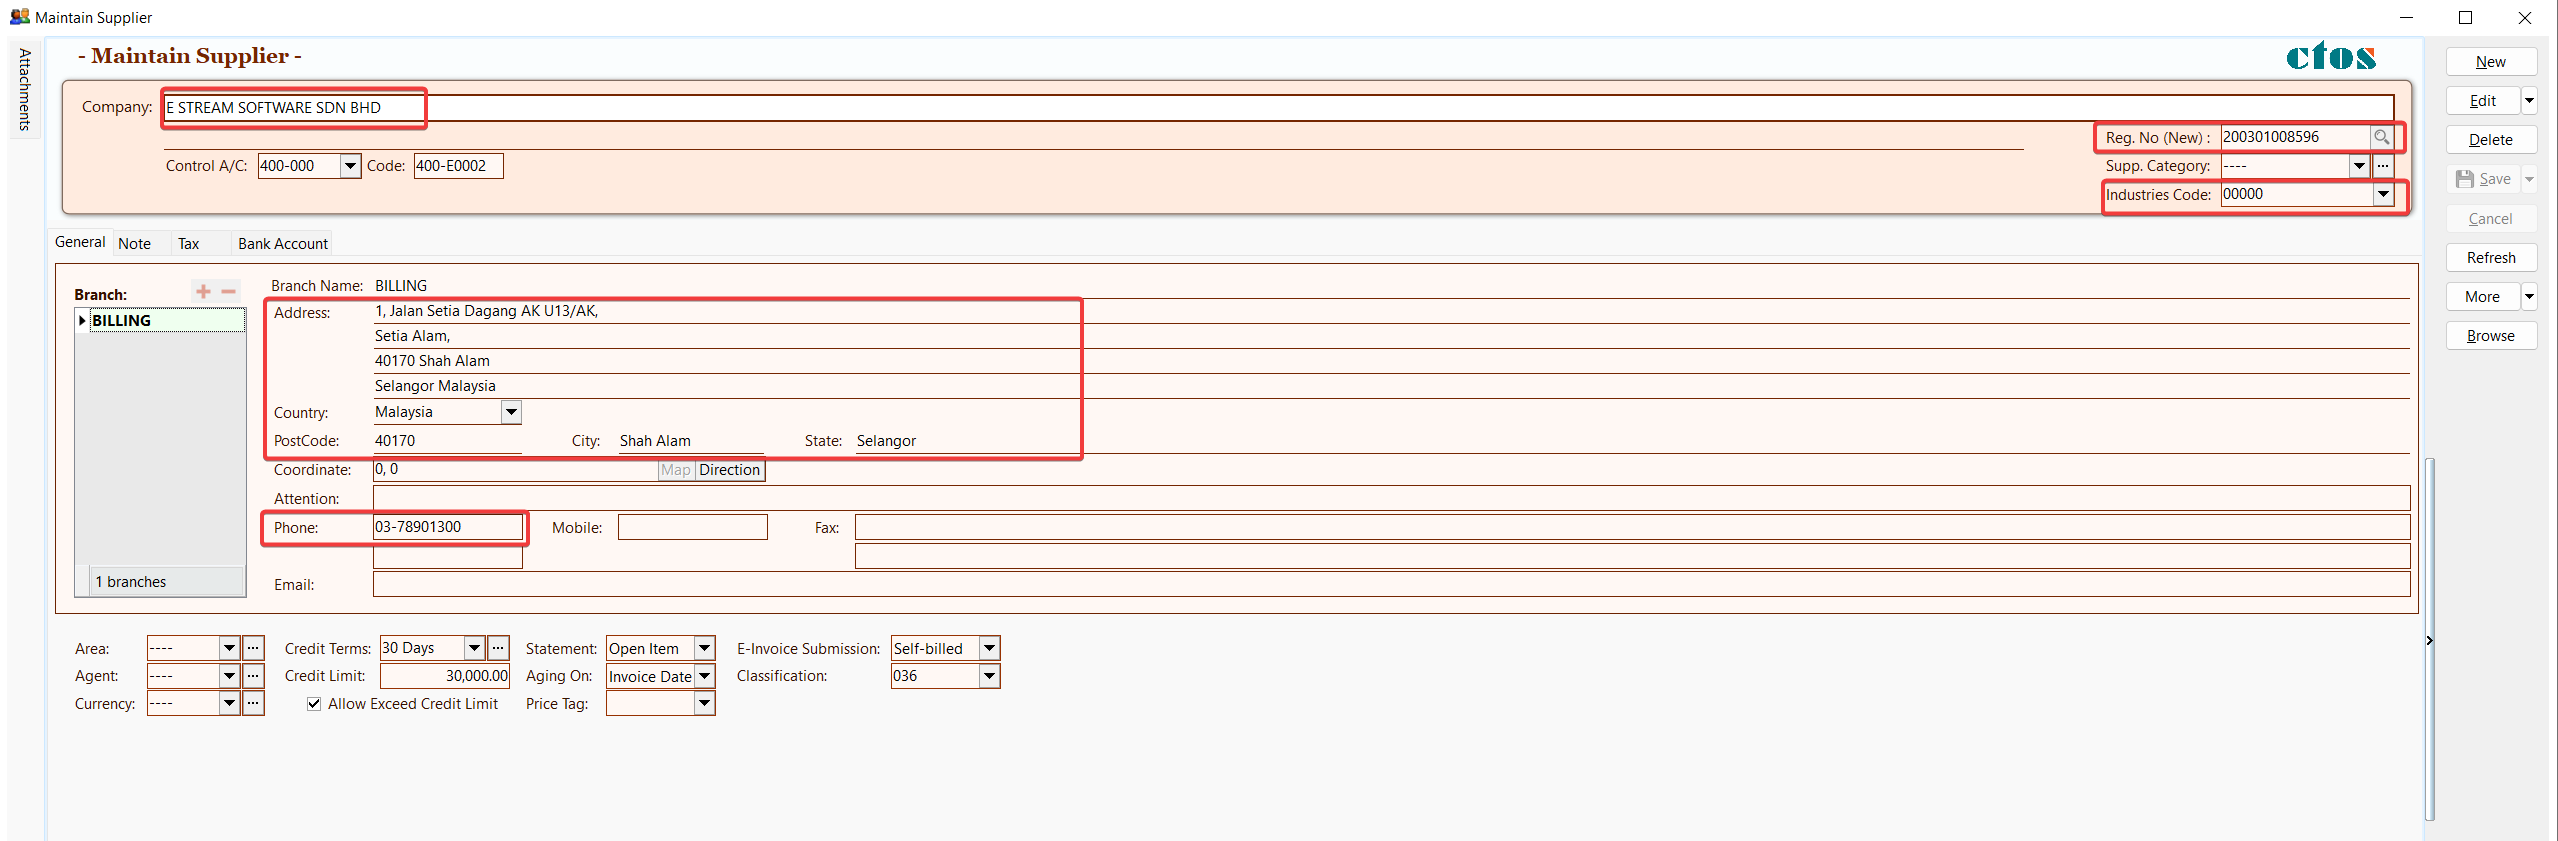 Maintain Supplier
Attachments
- Maintain Supplier -
ctos
Company: E STREAM SOFTWARE SDN BHD
Reg. No (New) : 200301008596
Control A/C: 400-000 Code: 400-E0002
Supp. Category: ----
Industries Code: 00000
New
Edit
Delete
Save
Cancel
Refresh
More
Browse
General Note Tax Bank Account
Branch:
BILLING
1 branches
Branch Name: BILLING
Address: 1, Jalan Setia Dagang AK U13/AK,
Setia Alam,
40170 Shah Alam
Selangor Malaysia
Country: Malaysia
PostCode: 40170 City: Shah Alam State: Selangor
Coordinate: 0, 0 Map Direction
Attention:
Phone: 03-78901300 Mobile: Fax:
Email:
Area: ---- ... Credit Terms: 30 Days ... Statement: Open Item E-Invoice Submission: Self-billed
Agent: ---- ... Credit Limit: 30,000.00 Aging On: Invoice Date Classification: 036
Currency: ---- ... Allow Exceed Credit Limit Price Tag: